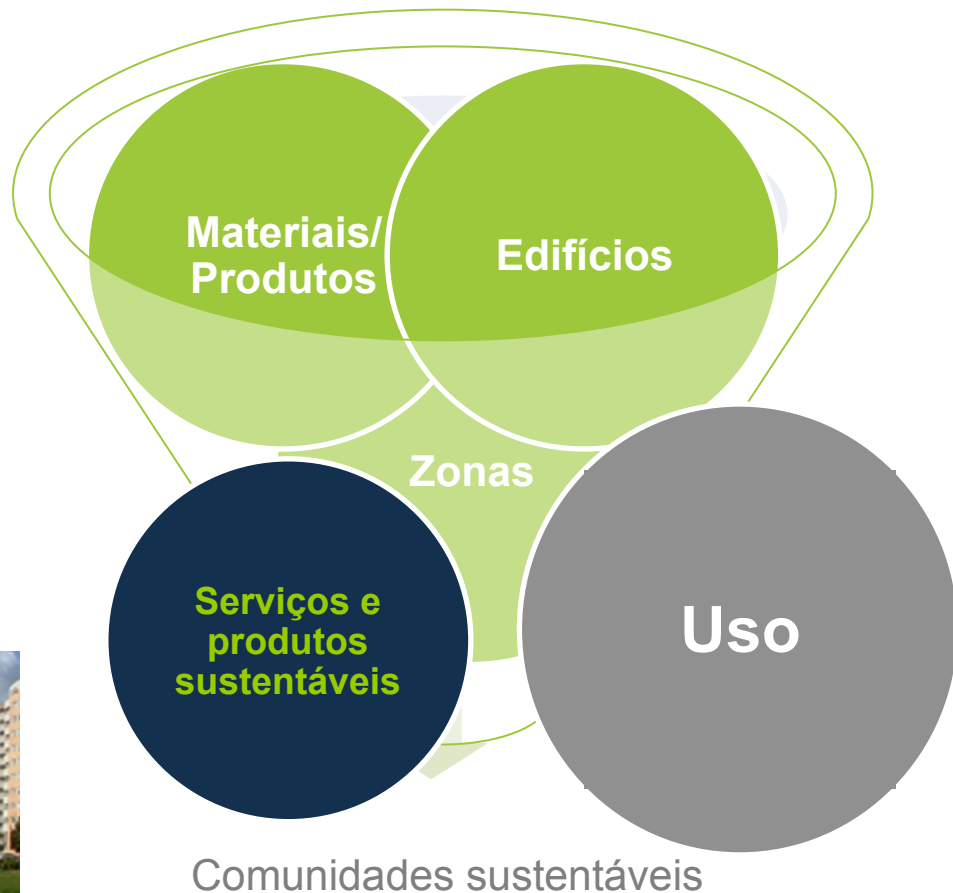 Materiais/
Produtos
Edifícios
Zonas
Serviços e
produtos
sustentáveis
Uso
Comunidades sustentáveis